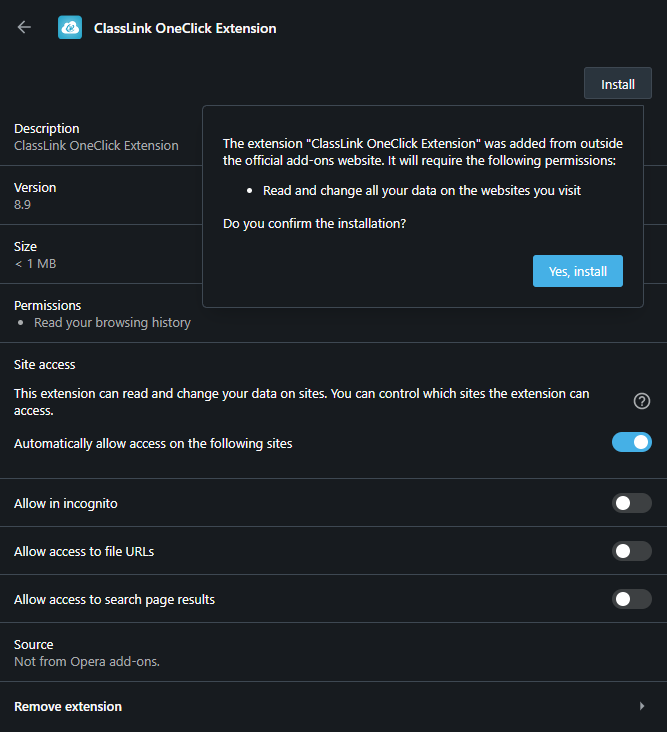 ClassLink OneClick Extension
Install
Description
ClassLink OneClick Extension
The extension "ClassLink OneClick Extension" was added from outside
the official add-ons website. It will require the following permissions:
• Read and change all your data on the websites you visit
Do you confirm the installation?
Yes, install
Version
8.9
Size
< 1 MB
Permissions
• Read your browsing history
Site access
This extension can read and change your data on sites. You can control which sites the extension can
access.
Automatically allow access on the following sites
Allow in incognito
Allow access to file URLs
Allow access to search page results
Source
Not from Opera add-ons.
Remove extension